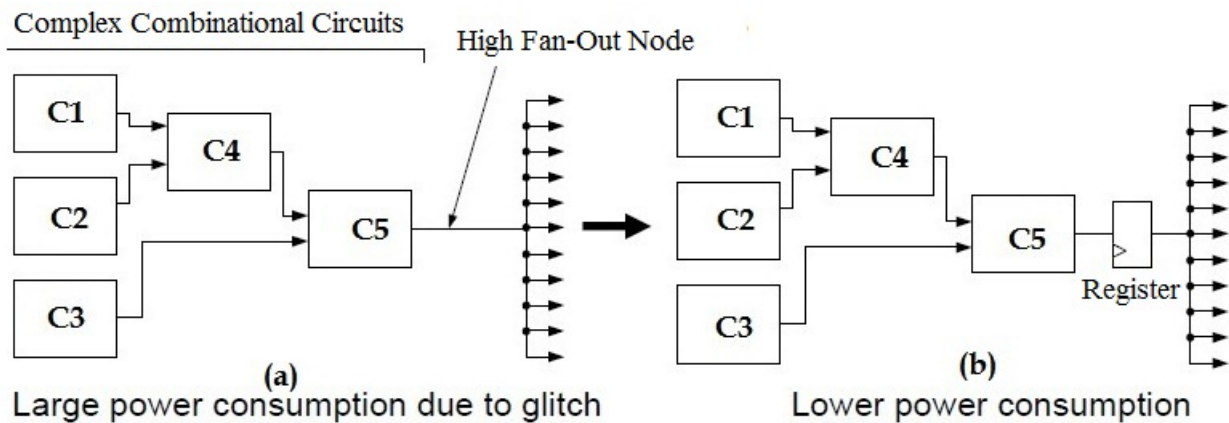 Complex Combinational Circuits
High Fan-Out Node
C1
C2
C3
C4
C5
(a)
Large power consumption due to glitch
C1
C2
C3
C4
C5
Register
(b)
Lower power consumption